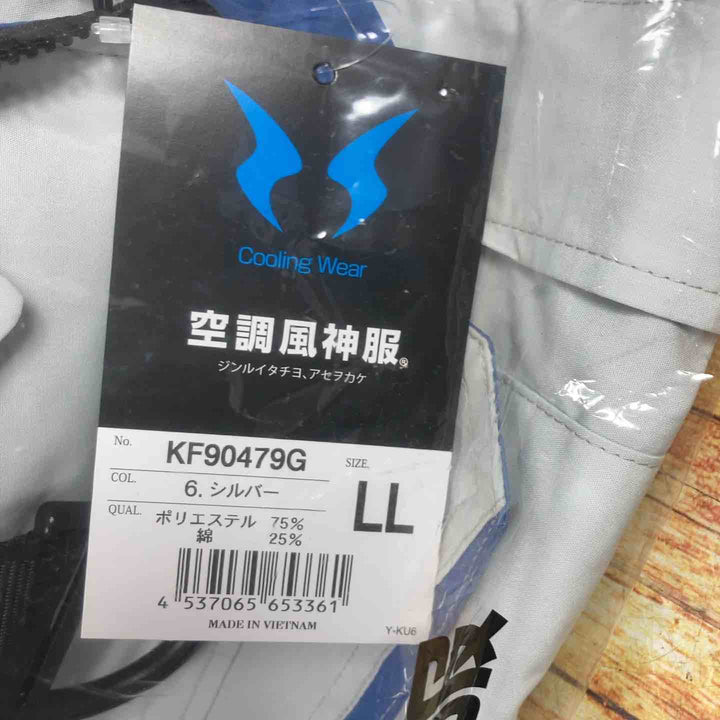 Cooling Wear
空調風神服®
ジンルイタチヨ、アセヲカケ
No. KF90479G
SIZE. LL
COL. 6. シルバー
QUAL. ポリエステル 75%
綿 25%
4 537065 653361
MADE IN VIETNAM
Y-KU6